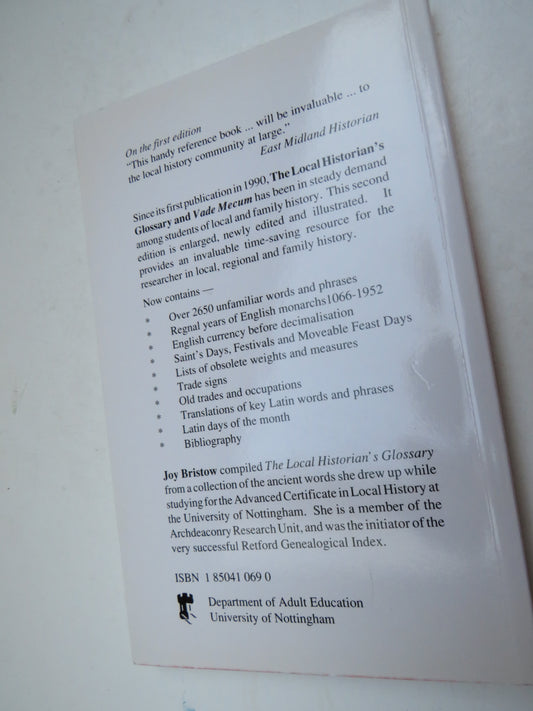 On the first edition
"This handy reference book ... will be invaluable ... to
the local history community at large."
East Midland Historian
Since its first publication in 1990, The Local Historian's
Glossary and Vade Mecum has been in steady demand
among students of local and family history. This second
edition is enlarged, newly edited and illustrated. It
provides an invaluable time-saving resource for the
researcher in local, regional and family history.
Now contains —
* Over 2650 unfamiliar words and phrases
* Regnal years of English monarchs 1066-1952
* English currency before decimalisation
* Saint's Days, Festivals and Moveable Feast Days
* Lists of obsolete weights and measures
* Trade signs
* Old trades and occupations
* Translations of key Latin words and phrases
* Latin days of the month
* Bibliography
Joy Bristow compiled The Local Historian's Glossary
from a collection of the ancient words she drew up while
studying for the Advanced Certificate in Local History at
the University of Nottingham. She is a member of the
Archdeaconry Research Unit, and was the initiator of the
very successful Retford Genealogical Index.
ISBN 1 85041 069 0
Department of Adult Education
University of Nottingham